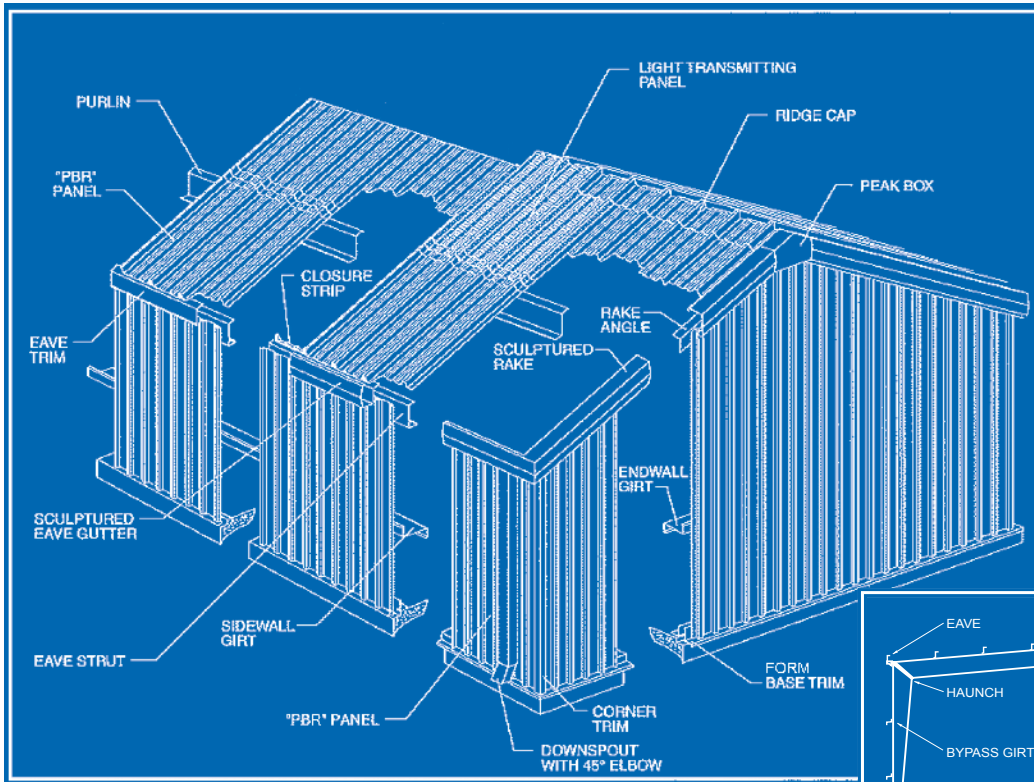 LIGHT TRANSMITTING
PANEL
PURLIN
RIDGE CAP
"PBR"
PANEL
PEAK BOX
CLOSURE
STRIP
RAKE
ANGLE
EAVE
TRIM
SCULPTURED
RAKE
ENDWALL
GIRT
SCULPTURED
EAVE GUTTER
SIDEWALL
GIRT
EAVE STRUT
FORM
BASE TRIM
"PBR" PANEL
CORNER
TRIM
DOWNSPOUT
WITH 45° ELBOW
EAVE
HAUNCH
BYPASS GIRT